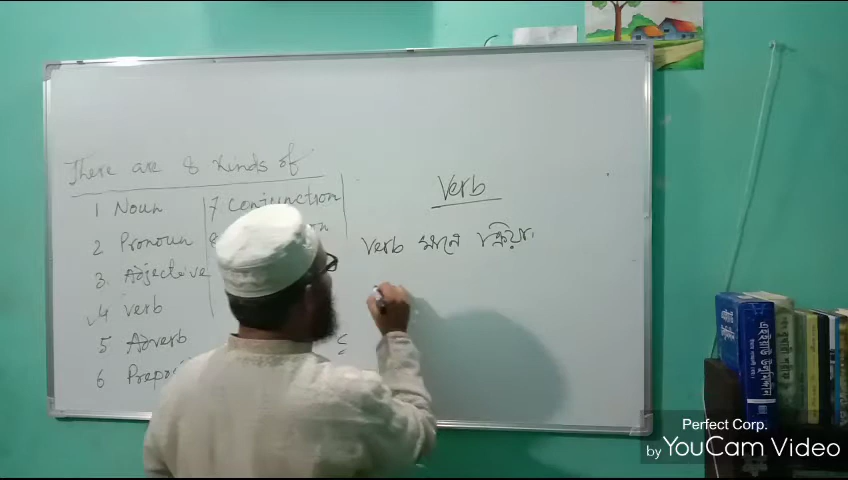 There are 8 kinds of
1 Noun
7 Conjunction
2 Pronoun
3. Adjective
4 Verb
5 Adverb
6
Verb
Verb মানে ক্রিয়া
Perfect Corp.
by YouCam Video